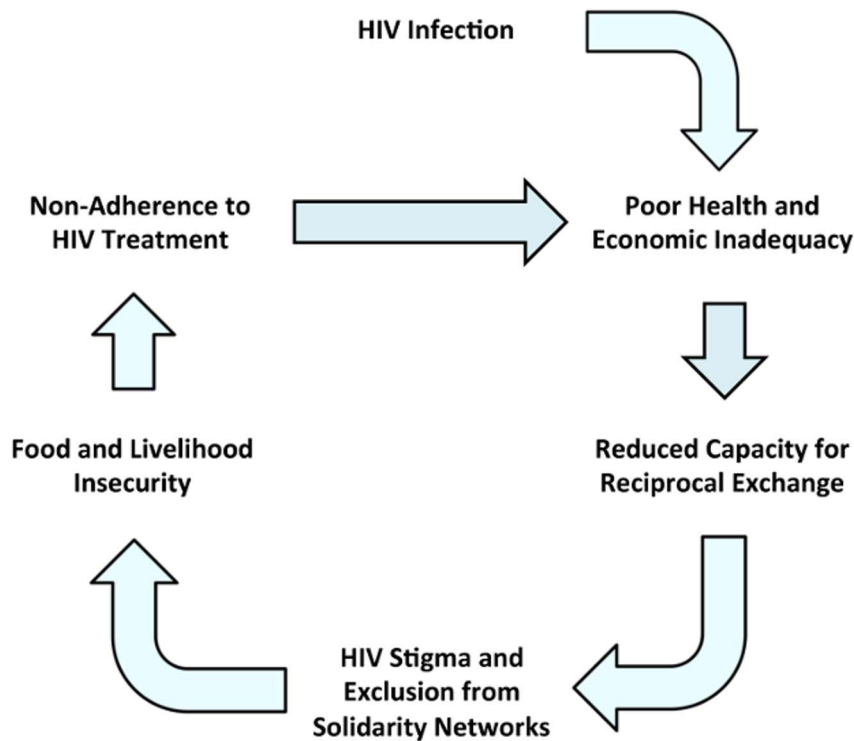 HIV Infection
Non-Adherence to
HIV Treatment
Poor Health and
Economic Inadequacy
Food and Livelihood
Insecurity
Reduced Capacity for
Reciprocal Exchange
HIV Stigma and
Exclusion from
Solidarity Networks